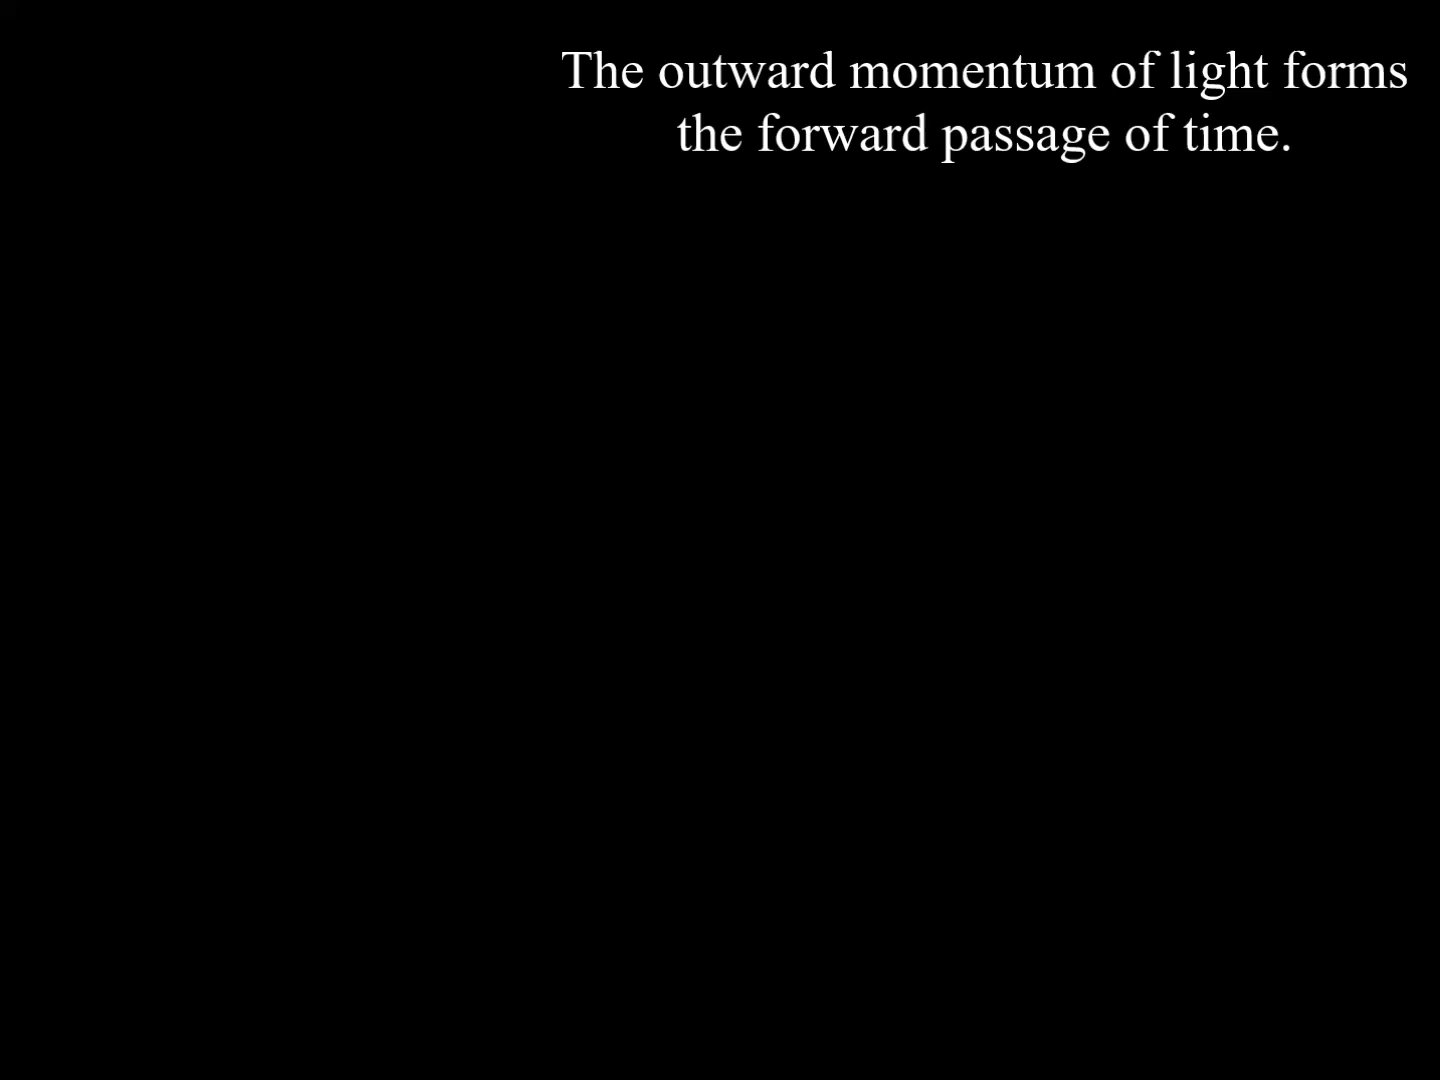 The outward momentum of light forms
the forward passage of time.